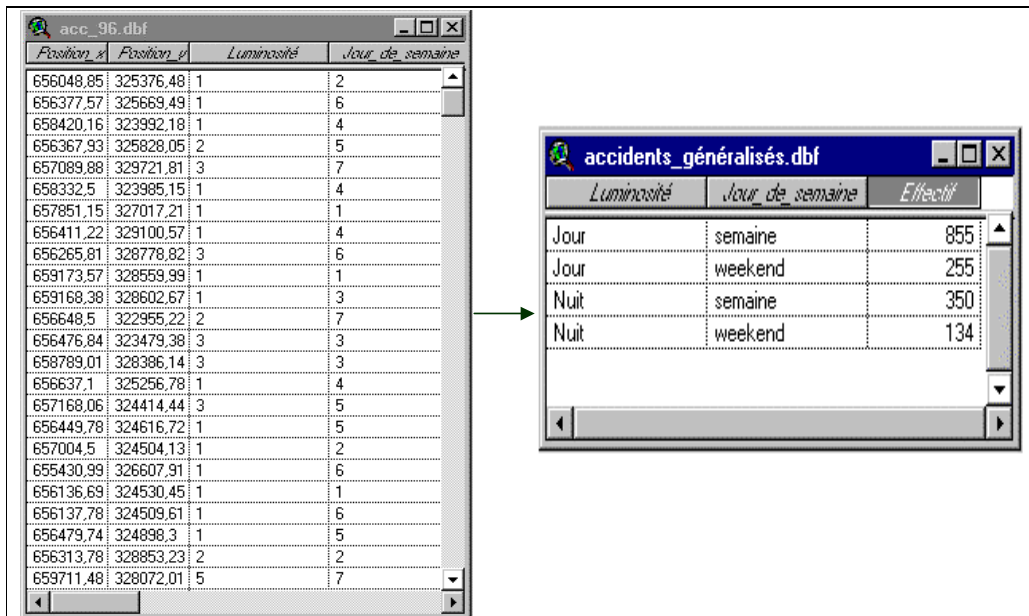 acc_96.dbf
Position_x Position_y Luminosité Jour_de_semaine
656048,85 325376,48 1 2
656377,57 325669,49 1 6
658420,16 323992,18 1 4
656367,93 325828,05 2 5
657089,88 329721,81 3 7
658332,5 323985,15 1 4
657851,15 327017,21 1 1
656411,22 329100,57 1 4
656265,81 328778,82 3 6
659173,57 328559,99 1 1
659168,38 328602,67 1 3
656648,5 322955,22 2 7
656476,84 323479,38 3 3
658789,01 328386,14 3 3
656637,1 325256,78 1 4
657168,06 324414,44 3 5
656449,78 324616,72 1 5
657004,5 324504,13 1 2
655430,99 326607,91 1 6
656136,69 324530,45 1 1
656137,78 324509,61 1 6
656479,74 324898,3 1 5
656313,78 328853,23 2 2
659711,48 328072,01 5 7
accidents_généralisés.dbf
Luminosité Jour_de_semaine Effectif
Jour semaine 855
Jour weekend 255
Nuit semaine 350
Nuit weekend 134